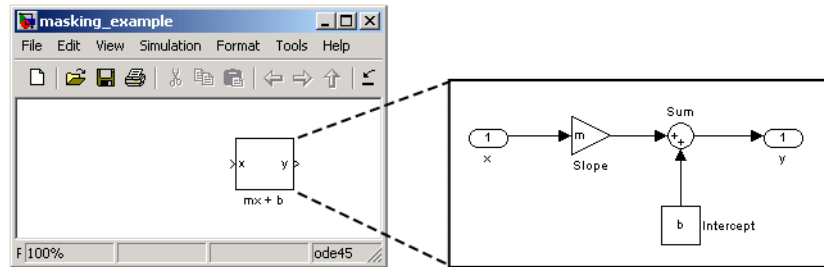 masking_example
File Edit View Simulation Format Tools Help
x y
mx + b
F 100% ode45
Sum
1 m + + 1
x Slope y
b Intercept